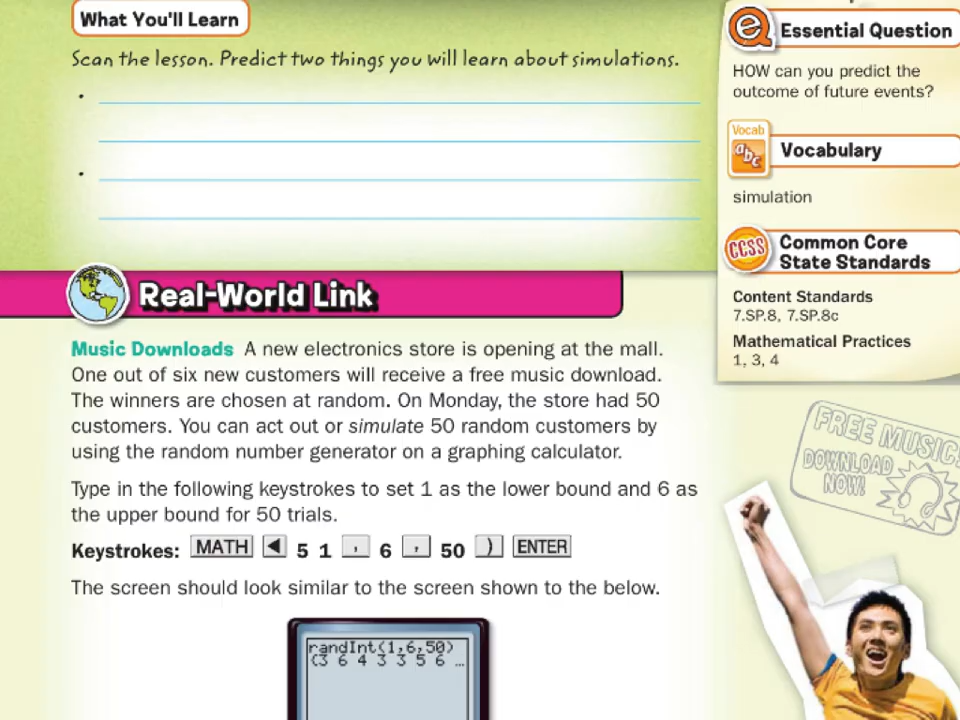 What You'll Learn
Scan the lesson. Predict two things you will learn about simulations.
•
•
Essential Question
HOW can you predict the
outcome of future events?
Vocab
abc
Vocabulary
simulation
CCSS
Common Core
State Standards
Content Standards
7.SP.8, 7.SP.8c
Mathematical Practices
1, 3, 4
Real-World Link
Music Downloads A new electronics store is opening at the mall.
One out of six new customers will receive a free music download.
The winners are chosen at random. On Monday, the store had 50
customers. You can act out or simulate 50 random customers by
using the random number generator on a graphing calculator.
Type in the following keystrokes to set 1 as the lower bound and 6 as
the upper bound for 50 trials.
Keystrokes: MATH ◄ 5 1 , 6 , 50 ) ENTER
The screen should look similar to the screen shown to the below.
randInt(1,6,50)
(3 6 4 3 3 5 6 …
FREE MUSIC!
DOWNLOAD
NOW!